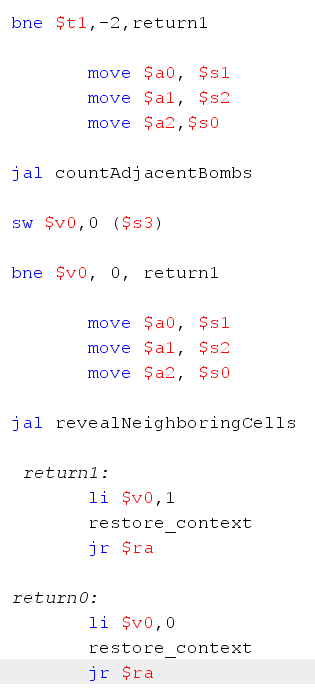 bne $t1,-2,return1
move $a0, $s1
move $a1, $s2
move $a2,$s0
jal countAdjacentBombs
sw $v0,0 ($s3)
bne $v0, 0, return1
move $a0, $s1
move $a1, $s2
move $a2, $s0
jal revealNeighboringCells
return1:
li $v0,1
restore_context
jr $ra
return0:
li $v0,0
restore_context
jr $ra